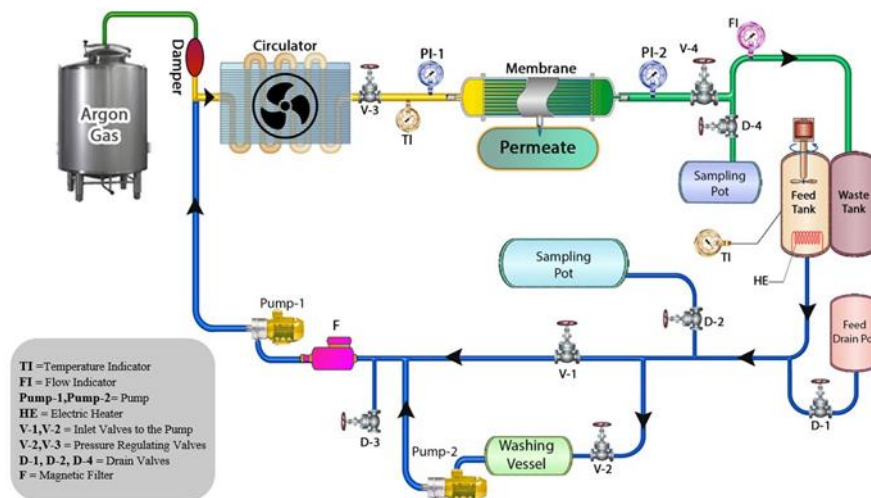 Argon
Gas
Damper
Circulator
V-3
TI
PI-1
Membrane
Permeate
PI-2
V-4
FI
D-4
Sampling
Pot
Feed
Tank
Waste
Tank
TI
HE
Sampling
Pot
D-2
Feed
Drain Pot
D-1
V-1
Pump-1
F
D-3
Pump-2
Washing
Vessel
V-2
TI =Temperature Indicator
FI = Flow Indicator
Pump-1,Pump-2= Pump
HE = Electric Heater
V-1,V-2 = Inlet Valves to the Pump
V-2,V-3 = Pressure Regulating Valves
D-1, D-2, D-4 = Drain Valves
F = Magnetic Filter